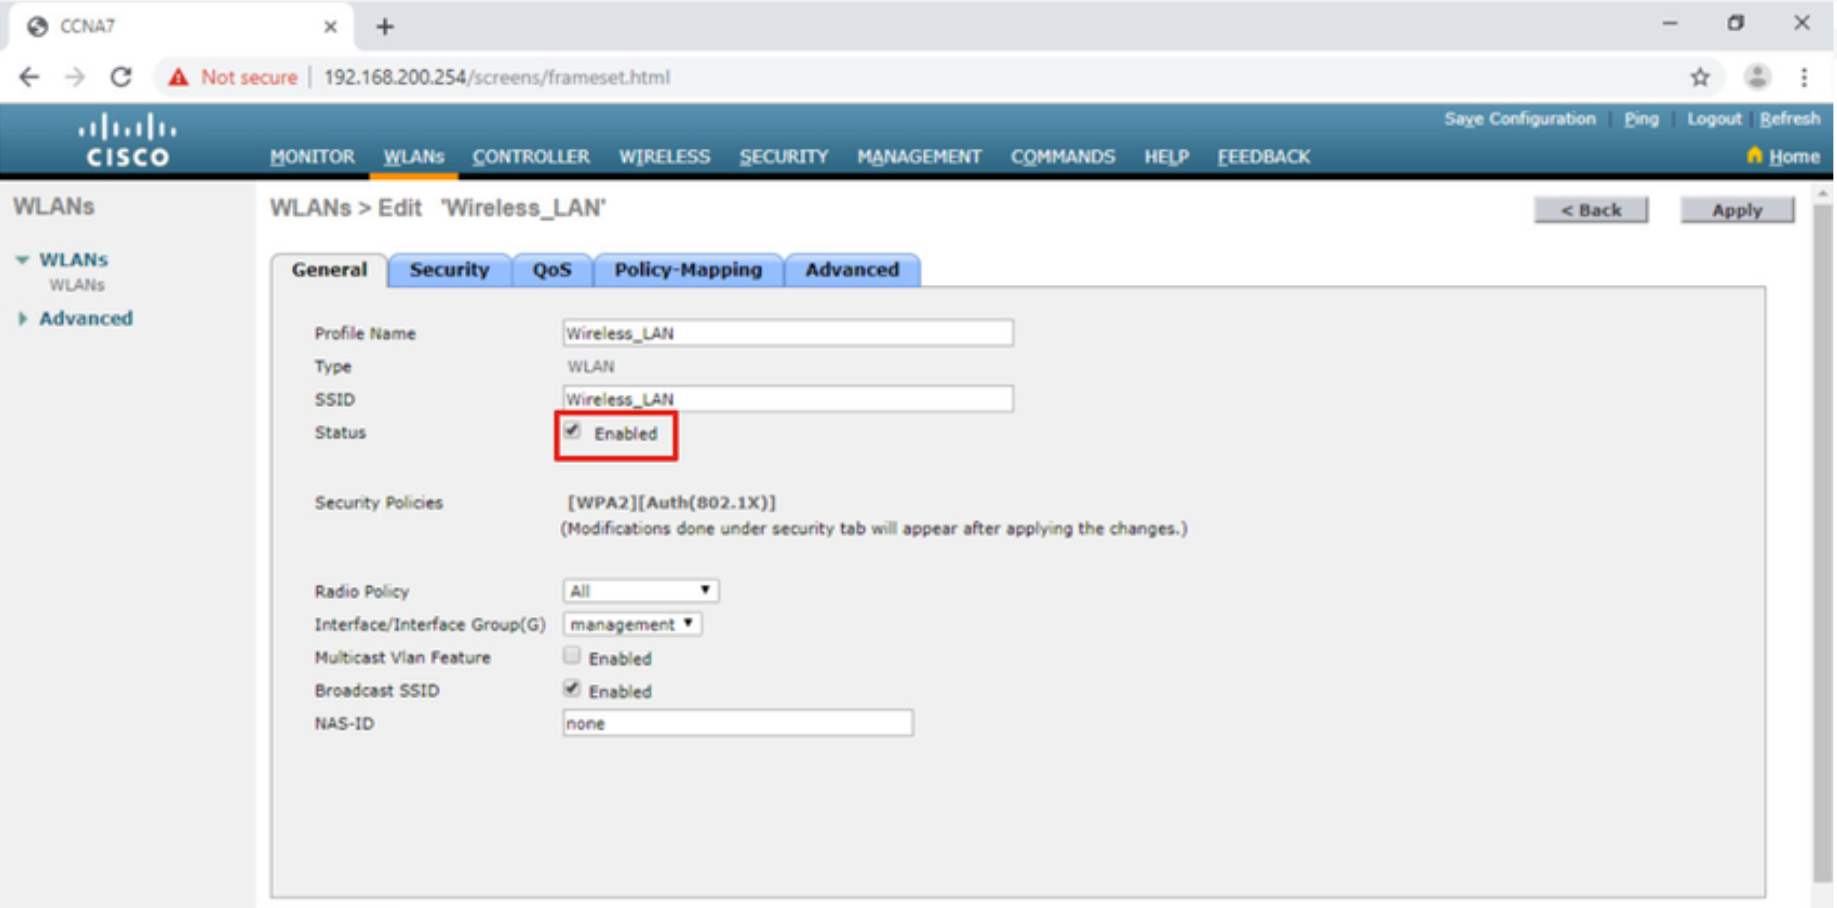 CCNA7
Not secure | 192.168.200.254/screens/frameset.html
Save Configuration | Ping | Logout | Refresh
CISCO
MONITOR WLANs CONTROLLER WIRELESS SECURITY MANAGEMENT COMMANDS HELP FEEDBACK
Home
WLANs
WLANs
WLANs
Advanced
WLANs > Edit 'Wireless_LAN'
< Back Apply
General Security QoS Policy-Mapping Advanced
Profile Name Wireless_LAN
Type WLAN
SSID Wireless_LAN
Status Enabled
Security Policies [WPA2][Auth(802.1X)]
(Modifications done under security tab will appear after applying the changes.)
Radio Policy All
Interface/Interface Group(G) management
Multicast Vlan Feature Enabled
Broadcast SSID Enabled
NAS-ID none